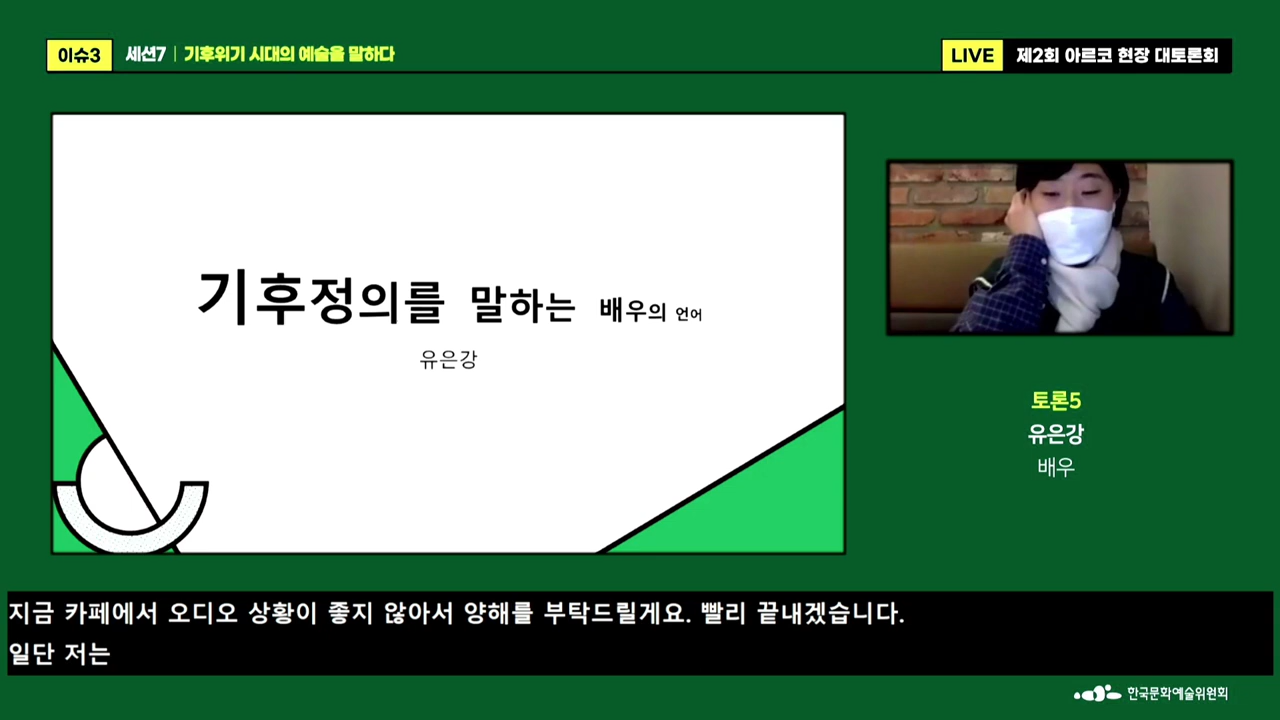 이슈3 세션7 | 기후위기 시대의 예술을 말하다
LIVE 제2회 아르코 현장 대토론회
기후정의를 말하는 배우의 언어
유은강
토론5
유은강
배우
지금 카페에서 오디오 상황이 좋지 않아서 양해를 부탁드릴게요. 빨리 끝내겠습니다.
일단 저는
한국문화예술위원회